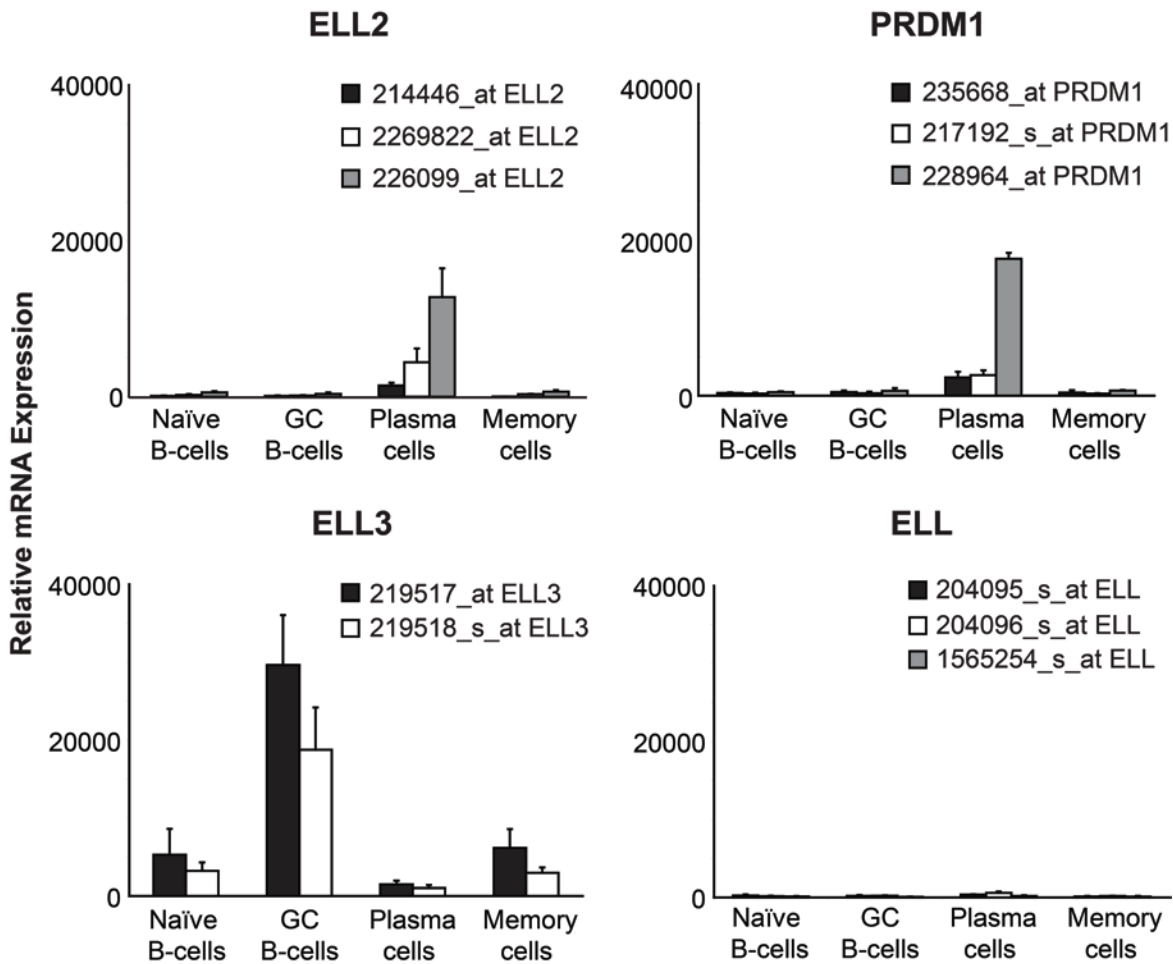 ELL2
40000
20000
0
214446_at ELL2
2269822_at ELL2
226099_at ELL2
Naïve
B-cells
GC
B-cells
Plasma
cells
Memory
cells
PRDM1
40000
20000
0
235668_at PRDM1
217192_s_at PRDM1
228964_at PRDM1
Naïve
B-cells
GC
B-cells
Plasma
cells
Memory
cells
Relative mRNA Expression
ELL3
40000
20000
0
219517_at ELL3
219518_s_at ELL3
Naïve
B-cells
GC
B-cells
Plasma
cells
Memory
cells
ELL
40000
20000
0
204095_s_at ELL
204096_s_at ELL
1565254_s_at ELL
Naïve
B-cells
GC
B-cells
Plasma
cells
Memory
cells